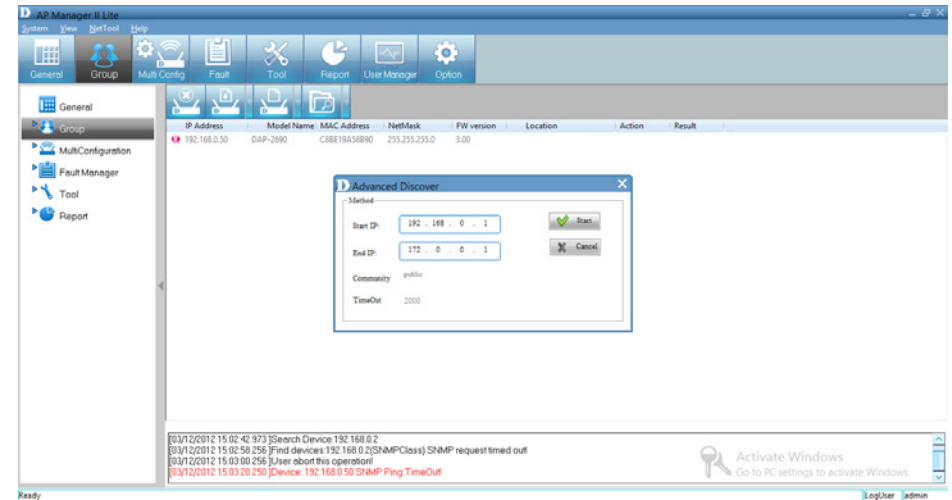 D AP Manager II Lite
System View NetTool Help
General Group Multi Config Fault Tool Report User Manager Option
General
Group
MultiConfiguration
Fault Manager
Tool
Report
IP Address Model Name MAC Address NetMask FW version Location Action Result
192.168.0.50 DAP-2690 C8BE19A58B90 255.255.255.0 3.00
D Advanced Discover
Method
Start IP: 192 . 168 . 0 . 1 Start
End IP: 172 . 0 . 0 . 1 Cancel
Community public
TimeOut 2000
[03/12/2012 15:02:42.973 ]Search Device:192.168.0.2
[03/12/2012 15:02:58.256 ]Find devices:192.168.0.2(SNMPClass) SNMP request timed out!
[03/12/2012 15:03:00.256 ]User abort this operation!
[03/12/2012 15:03:20.250 ]Device: 192.168.0.50 SNMP Ping TimeOut!
Activate Windows
Go to PC settings to activate Windows.
Ready LogUser admin